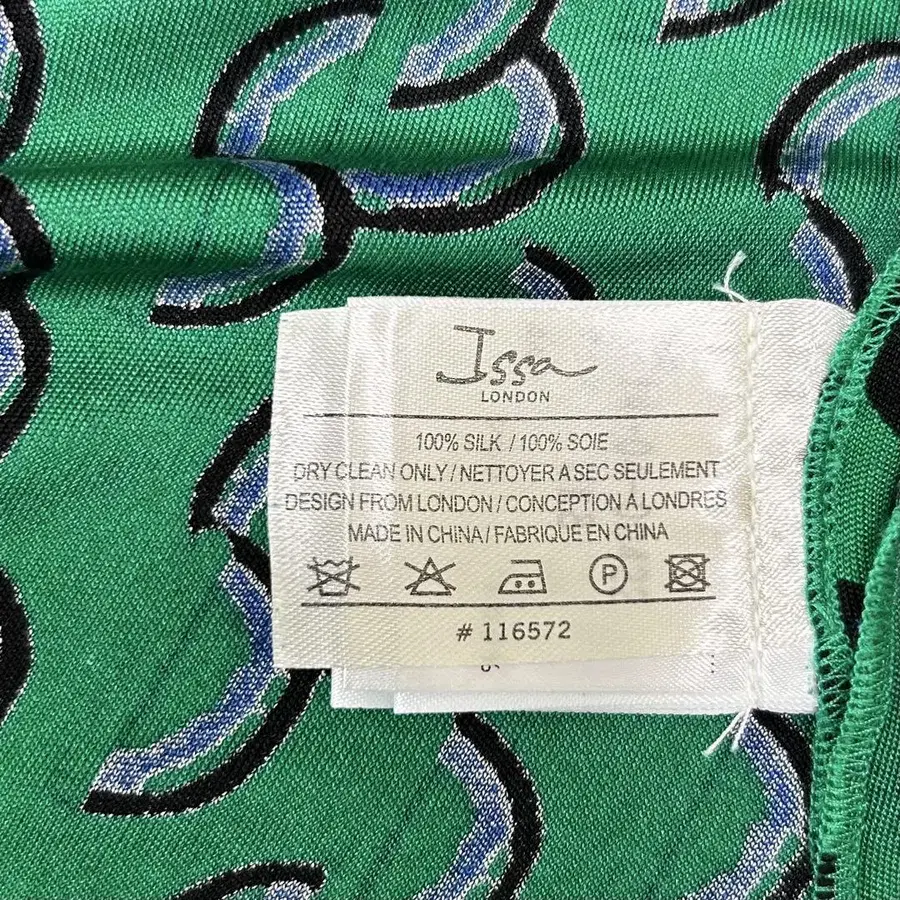 Issa
LONDON
100% SILK / 100% SOIE
DRY CLEAN ONLY / NETTOYER A SEC SEULEMENT
DESIGN FROM LONDON / CONCEPTION A LONDRES
MADE IN CHINA / FABRIQUE EN CHINA
P
# 116572